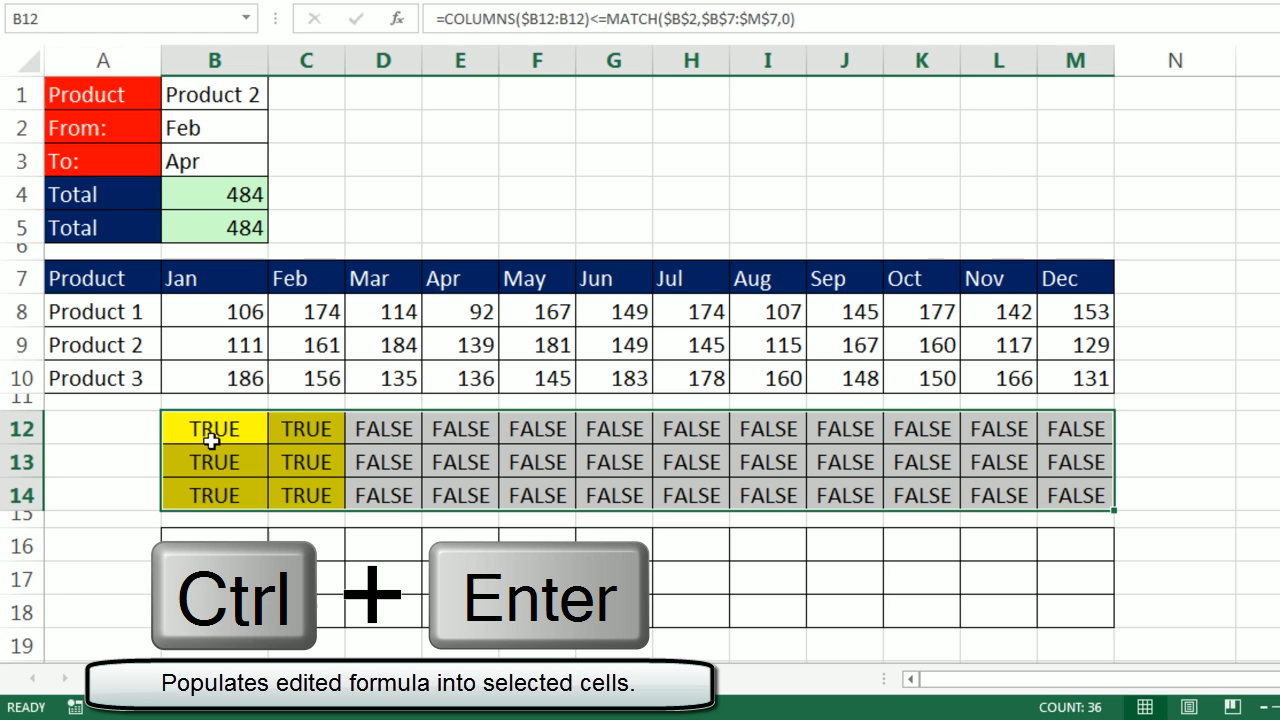 B12 fx =COLUMNS($B12:B12)<=MATCH($B$2,$B$7:$M$7,0)
A B C D E F G H I J K L M N
1 Product Product 2
2 From: Feb
3 To: Apr
4 Total 484
5 Total 484
6
7 Product Jan Feb Mar Apr May Jun Jul Aug Sep Oct Nov Dec
8 Product 1 106 174 114 92 167 149 174 107 145 177 142 153
9 Product 2 111 161 184 139 181 149 145 115 167 160 117 129
10 Product 3 186 156 135 136 145 183 178 160 148 150 166 131
11
12 TRUE TRUE FALSE FALSE FALSE FALSE FALSE FALSE FALSE FALSE FALSE FALSE
13 TRUE TRUE FALSE FALSE FALSE FALSE FALSE FALSE FALSE FALSE FALSE FALSE
14 TRUE TRUE FALSE FALSE FALSE FALSE FALSE FALSE FALSE FALSE FALSE FALSE
15
16
17
18
19
Ctrl + Enter
Populates edited formula into selected cells.
READY COUNT: 36